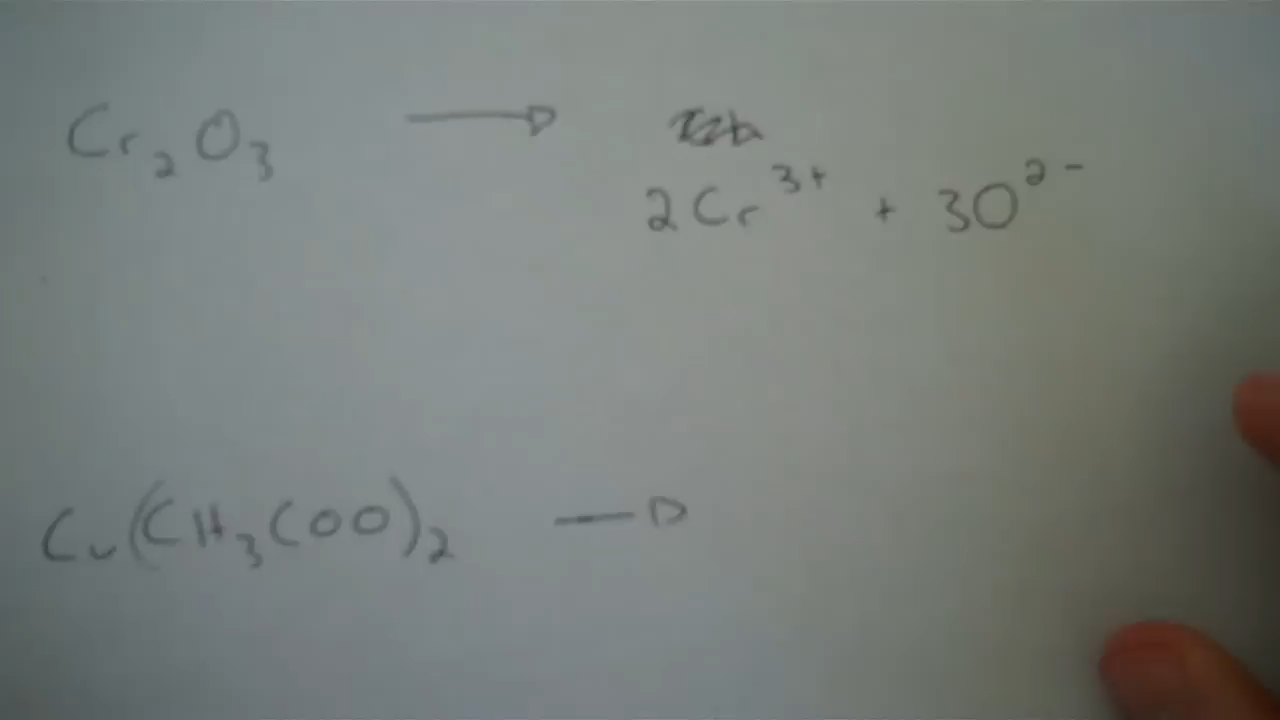 Cr₂O₃ → 2Cr³⁺ + 3O²⁻
Cu(CH₃COO)₂ →